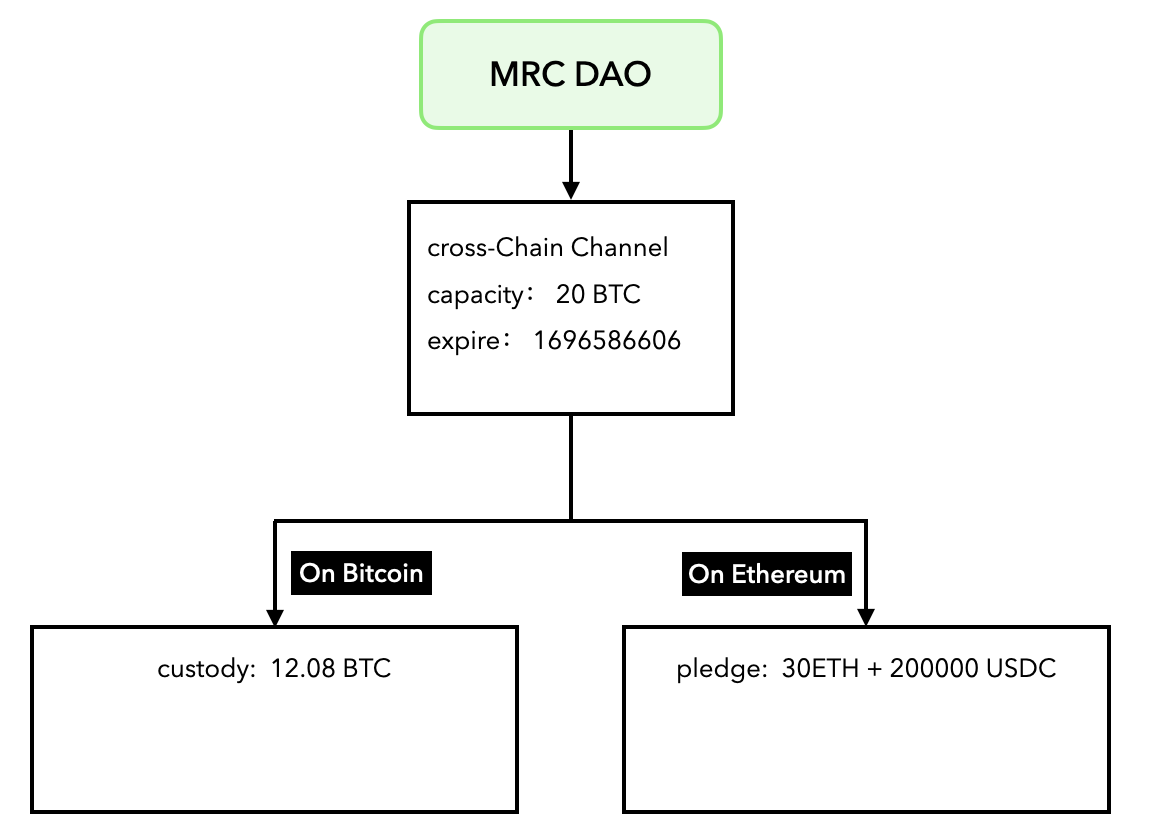 MRC DAO
cross-Chain Channel
capacity： 20 BTC
expire： 1696586606
On Bitcoin
On Ethereum
custody: 12.08 BTC
pledge: 30ETH + 200000 USDC